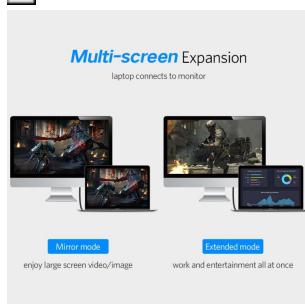 Multi-screen Expansion
laptop connects to monitor
Mirror mode
Extended mode
enjoy large screen video/image
work and entertainment all at once